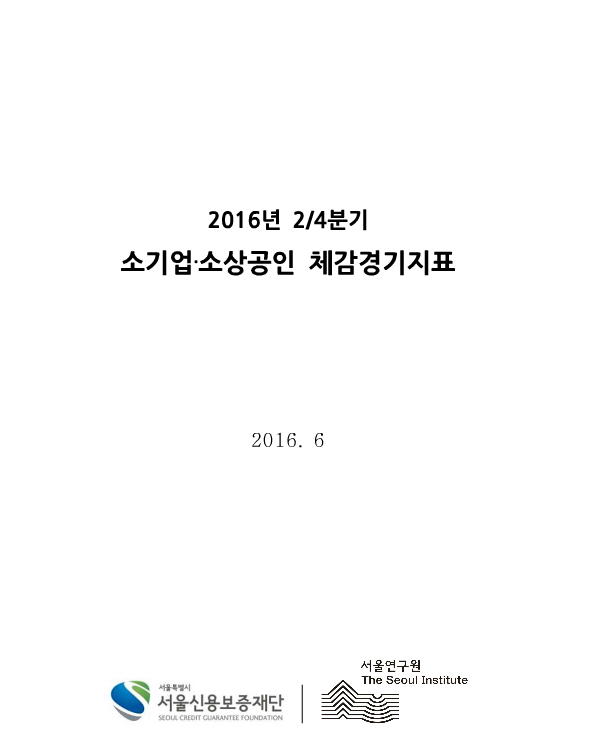 2016년 2/4분기
소기업·소상공인 체감경기지표
2016. 6
서울특별시
서울신용보증재단
SEOUL CREDIT GUARANTEE FOUNDATION
서울연구원
The Seoul Institute